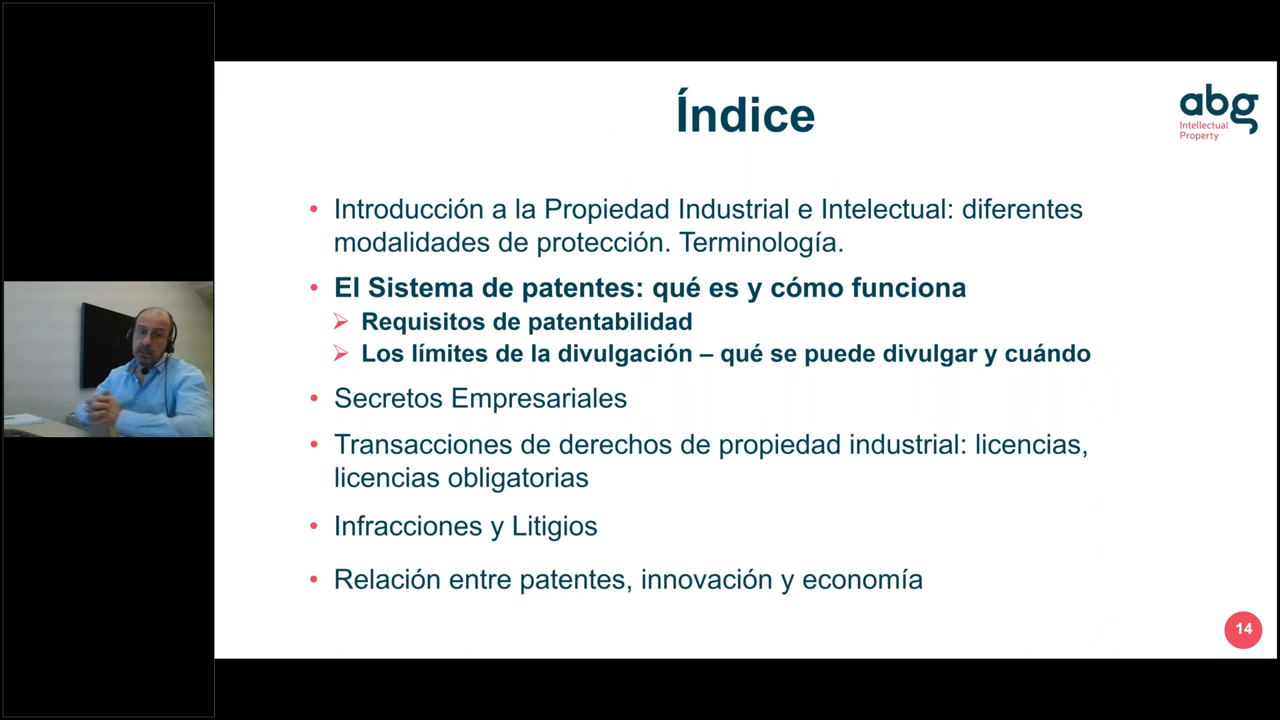 Índice
abg
Intellectual
Property
• Introducción a la Propiedad Industrial e Intelectual: diferentes
modalidades de protección. Terminología.
• El Sistema de patentes: qué es y cómo funciona
➢ Requisitos de patentabilidad
➢ Los límites de la divulgación – qué se puede divulgar y cuándo
• Secretos Empresariales
• Transacciones de derechos de propiedad industrial: licencias,
licencias obligatorias
• Infracciones y Litigios
• Relación entre patentes, innovación y economía
14